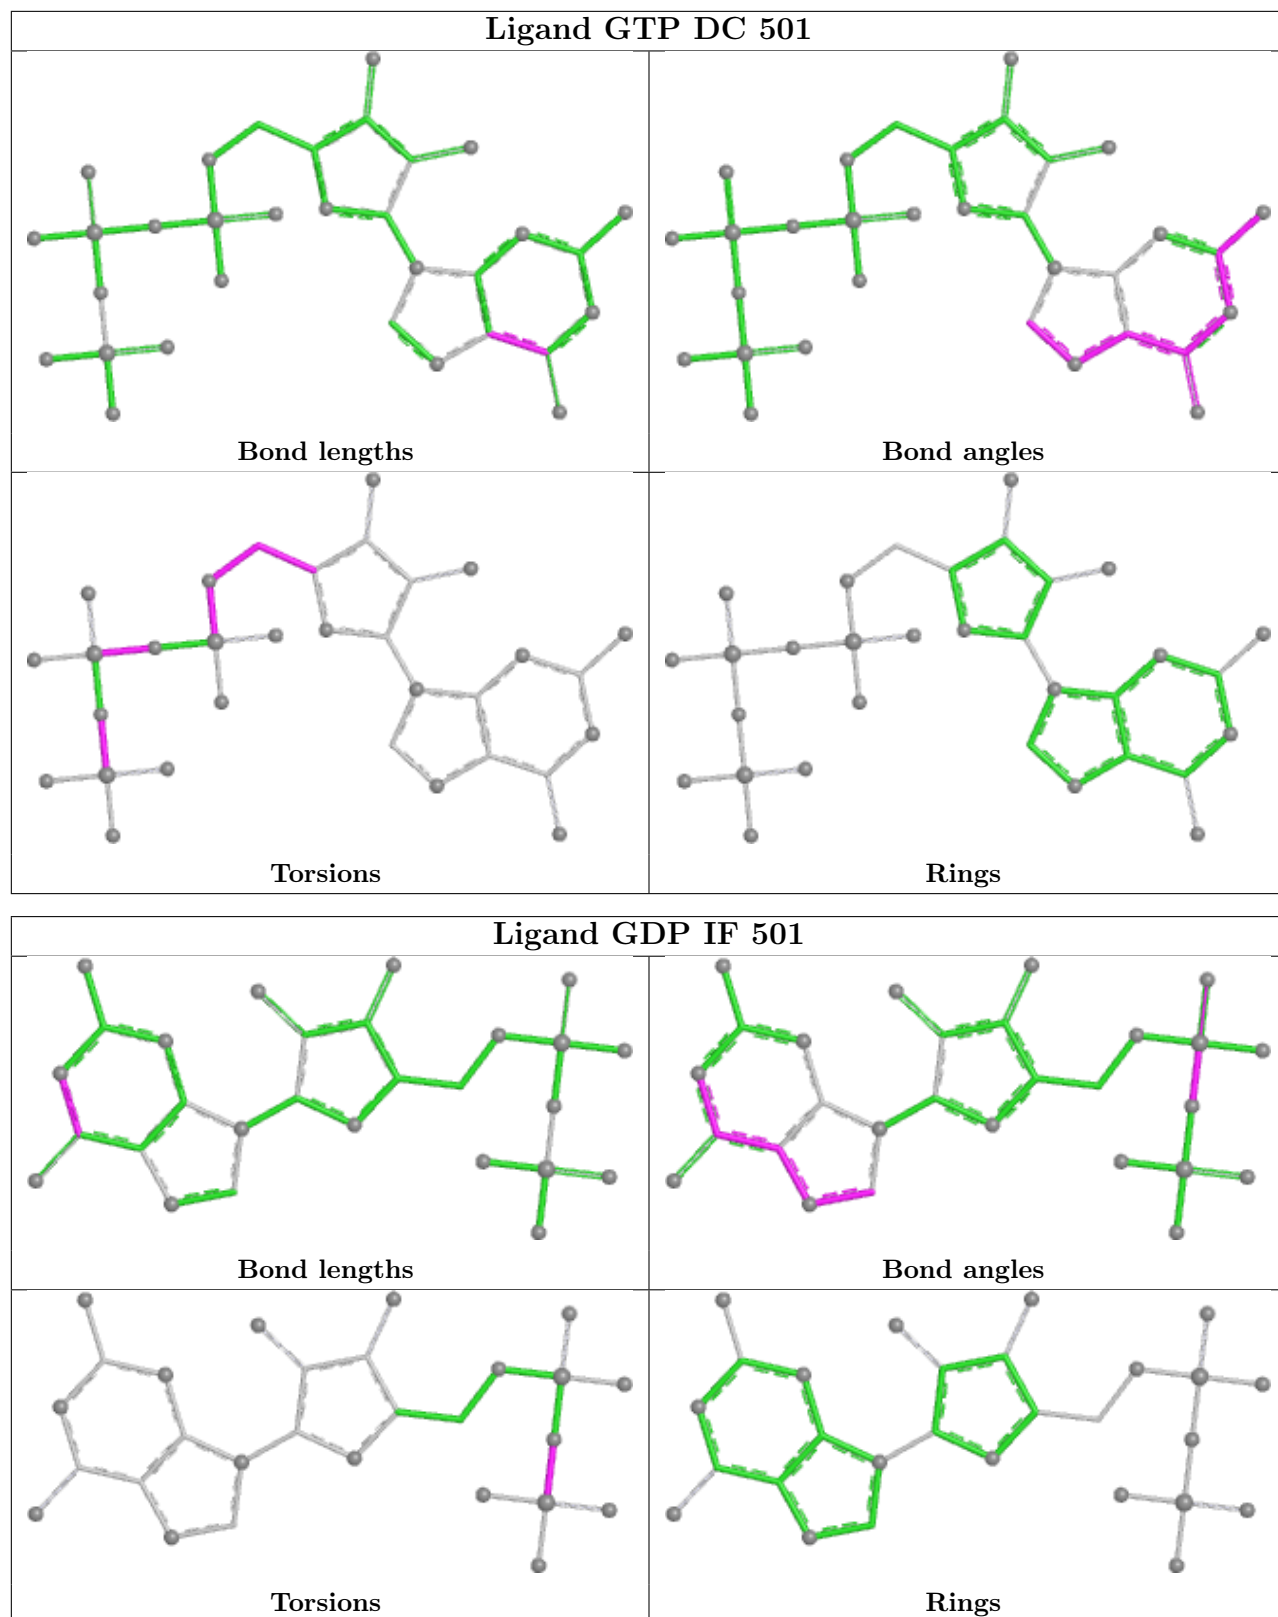 Ligand GTP DC 501
Bond lengths
Bond angles
Torsions
Rings
Ligand GDP IF 501
Bond lengths
Bond angles
Torsions
Rings